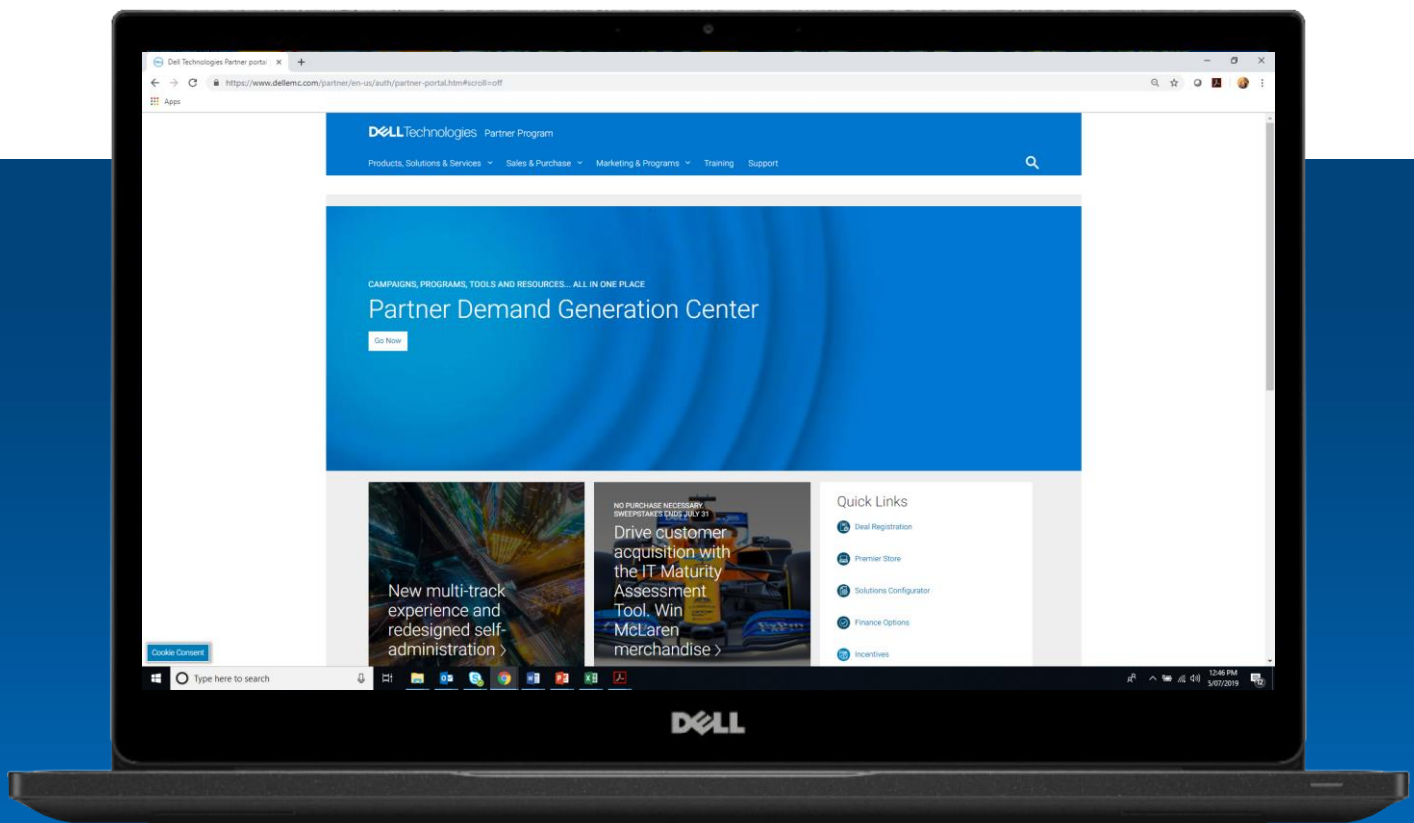 Dell Technologies Partner portal
https://www.dellemc.com/partner/en-us/auth/partner-portal.htm#scroll=off
Apps
DELLTechnologies Partner Program
Products, Solutions & Services Sales & Purchase Marketing & Programs Training Support
CAMPAIGNS, PROGRAMS, TOOLS AND RESOURCES... ALL IN ONE PLACE
Partner Demand Generation Center
Go Now
New multi-track
experience and
redesigned self-
administration >
NO PURCHASE NECESSARY.
SWEEPSTAKES ENDS JULY 31
Drive customer
acquisition with
the IT Maturity
Assessment
Tool. Win
McLaren
merchandise >
Quick Links
Deal Registration
Premier Store
Solutions Configurator
Finance Options
Incentives
Cookie Consent
Type here to search
12:46 PM
5/07/2019
DELL